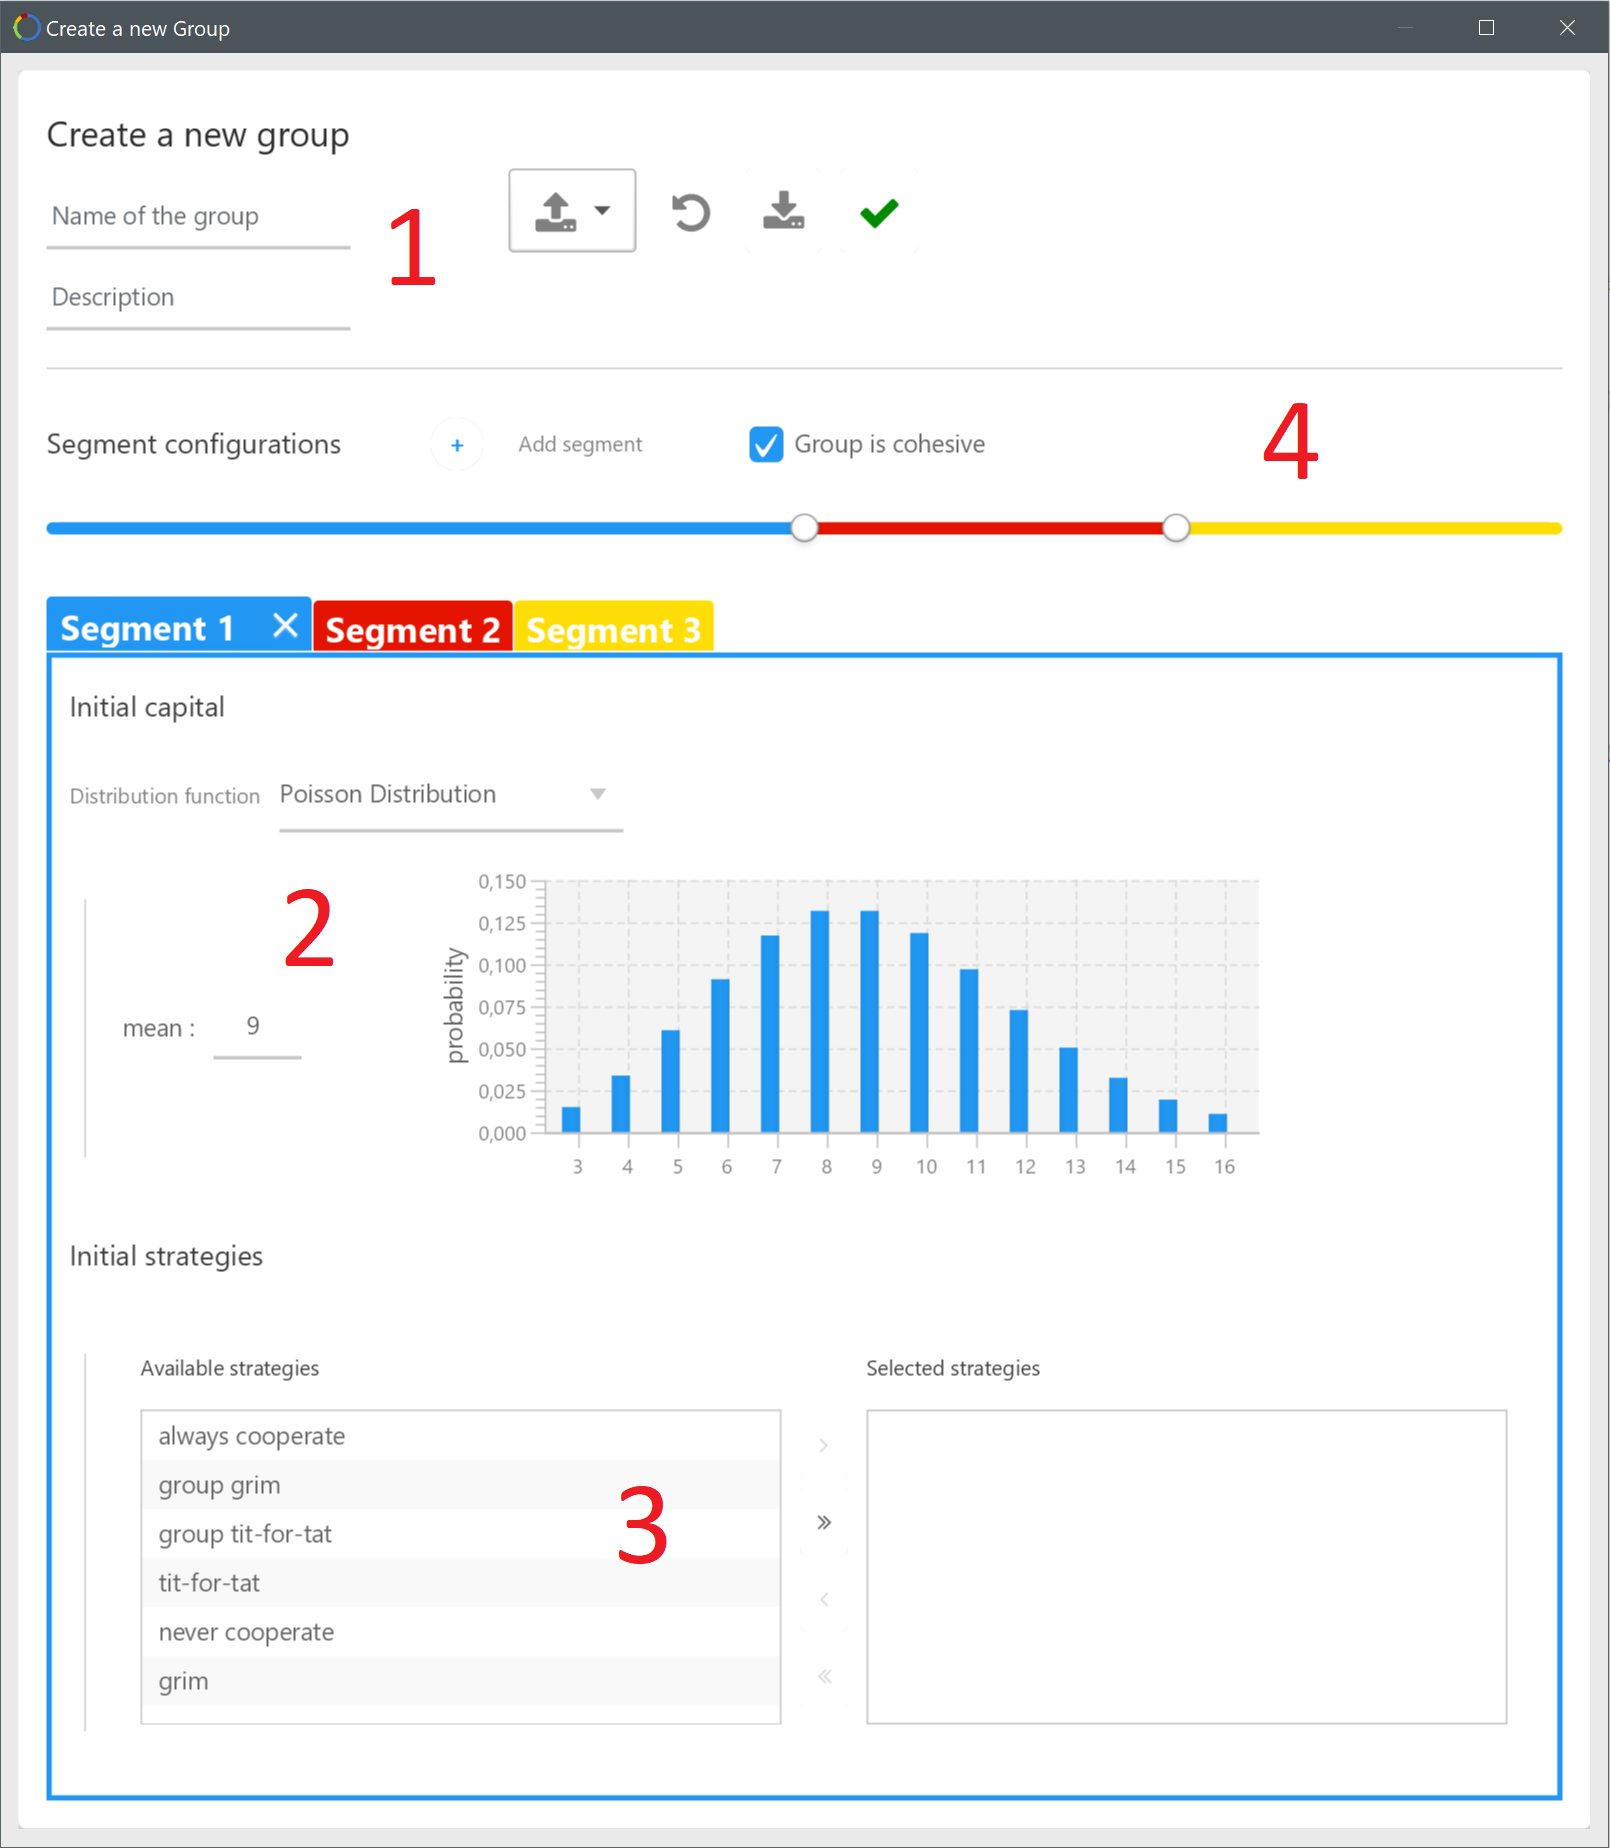 Create a new Group
Create a new group
Name of the group
1
Description
Segment configurations + Add segment Group is cohesive
4
Segment 1 Segment 2 Segment 3
Initial capital
Distribution function Poisson Distribution
2
mean : 9
probability
0,150
0,125
0,100
0,075
0,050
0,025
0,000
3 4 5 6 7 8 9 10 11 12 13 14 15 16
Initial strategies
Available strategies
always cooperate
group grim
group tit-for-tat
tit-for-tat
never cooperate
grim
3
Selected strategies